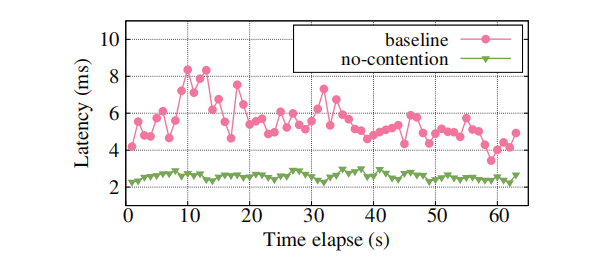 10
8
6
4
2
Latency (ms)
baseline
no-contention
0 10 20 30 40 50 60
Time elapse (s)